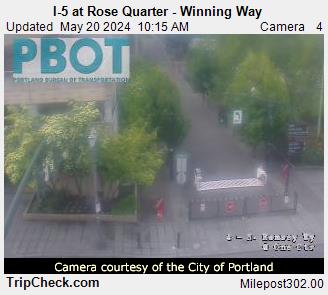 I-5 at Rose Quarter - Winning Way
Updated May 20 2024 10:15 AM Camera 4
PBOT
PORTLAND BUREAU OF TRANSPORTATION
Camera courtesy of the City of Portland
TripCheck.com Milepost302.00